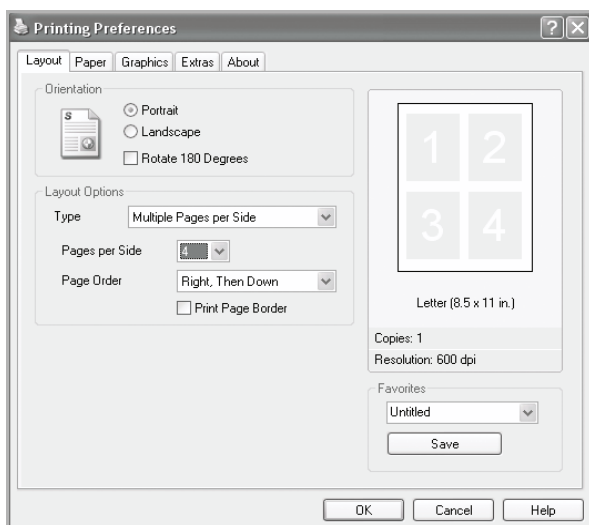 Printing Preferences
Layout Paper Graphics Extras About
Orientation
S
Portrait
Landscape
Rotate 180 Degrees
Layout Options
Type Multiple Pages per Side
Pages per Side 4
Page Order Right, Then Down
Print Page Border
1 2
3 4
Letter (8.5 x 11 in.)
Copies: 1
Resolution: 600 dpi
Favorites
Untitled
Save
OK Cancel Help